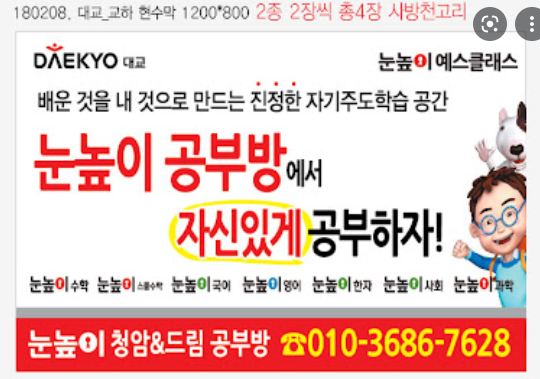 180208. 대교_교하 현수막 1200*800 2종 2장씩 총4장 사방천고리
DAEKYO 대교
눈높이 예스클래스
배운 것을 내 것으로 만드는 진정한 자기주도학습 공간
눈높이 공부방에서
자신있게 공부하자!
눈높이수학 눈높이스쿨수학 눈높이국어 눈높이영어 눈높이한자 눈높이사회 눈높이과학
눈높이 청암&드림 공부방 ☎010-3686-7628